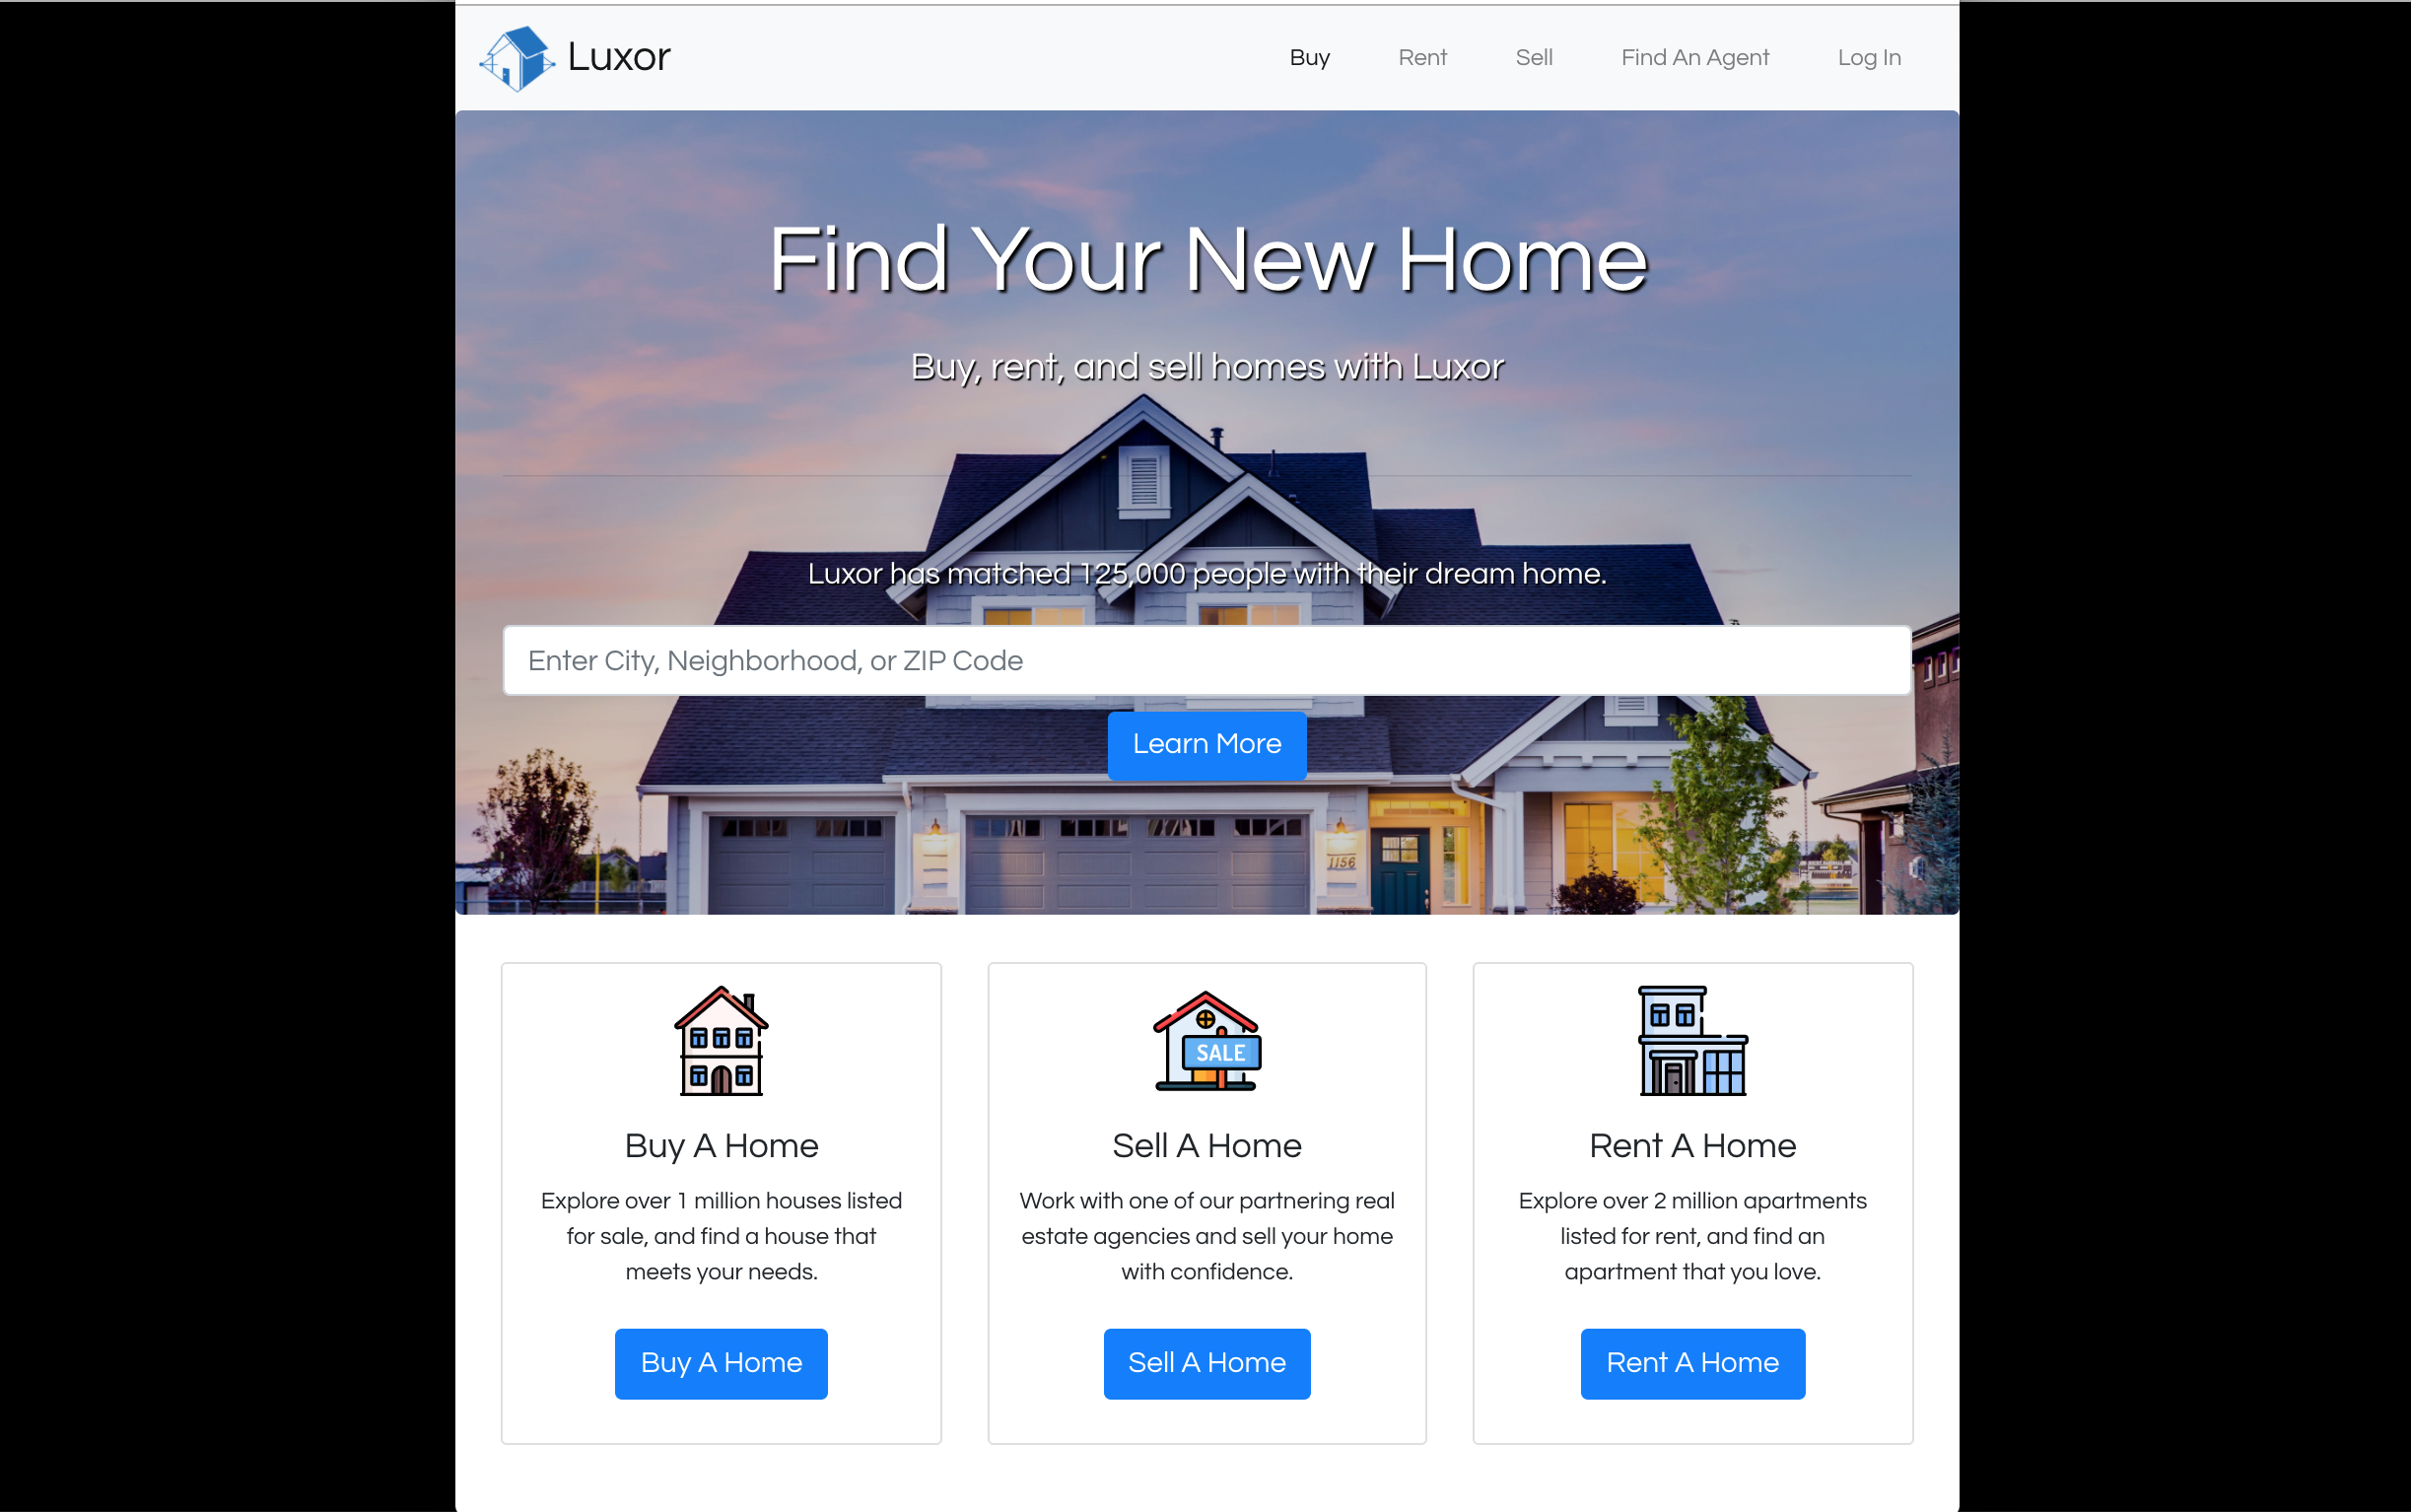 Luxor
Buy
Rent
Sell
Find An Agent
Log In
Find Your New Home
Buy, rent, and sell homes with Luxor
Luxor has matched 125,000 people with their dream home.
Enter City, Neighborhood, or ZIP Code
Learn More
1156
SALE
Buy A Home
Explore over 1 million houses listed
for sale, and find a house that
meets your needs.
Buy A Home
Sell A Home
Work with one of our partnering real
estate agencies and sell your home
with confidence.
Sell A Home
Rent A Home
Explore over 2 million apartments
listed for rent, and find an
apartment that you love.
Rent A Home